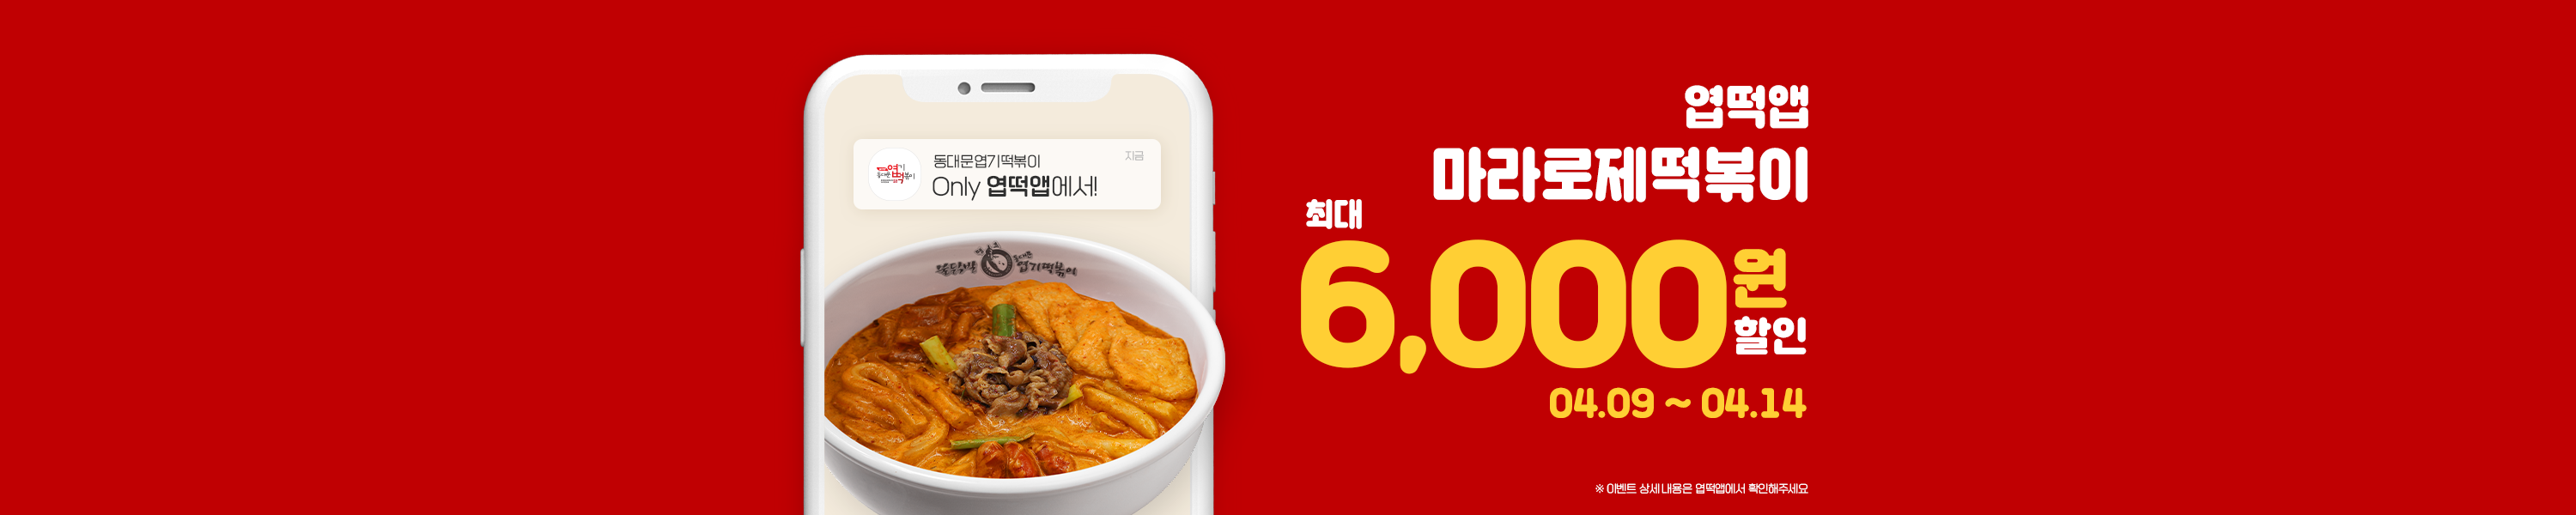 동대문엽기떡볶이
지금
Only 엽떡앱에서!
엽떡앱
마라로제떡볶이
최대
6,000원
할인
04.09 ~ 04.14
※ 이벤트 상세 내용은 엽떡앱에서 확인해주세요